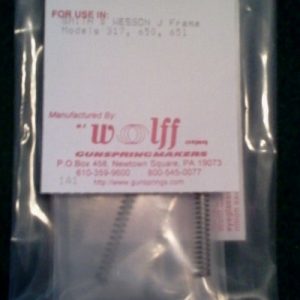 FOR USE IN:
SMITH & WESSON J Frame
Models 317, 650, 651
Manufactured By:
wolff
GUNSPRINGMAKERS
P.O Box 458, Newtown Square, PA 19073
610-359-9600 800-545-0077
http://www.gunsprings.com